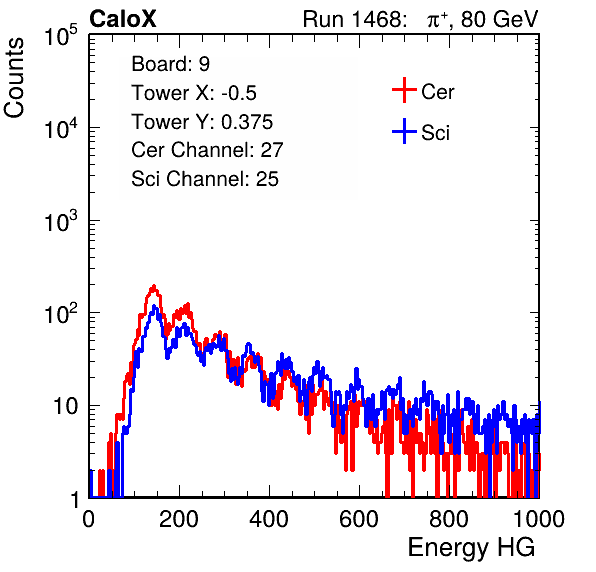 CaloX Run 1468: π⁺, 80 GeV
Counts
Board: 9
Tower X: -0.5
Tower Y: 0.375
Cer Channel: 27
Sci Channel: 25
Cer
Sci
10⁵
10⁴
10³
10²
10
1
0 200 400 600 800 1000
Energy HG